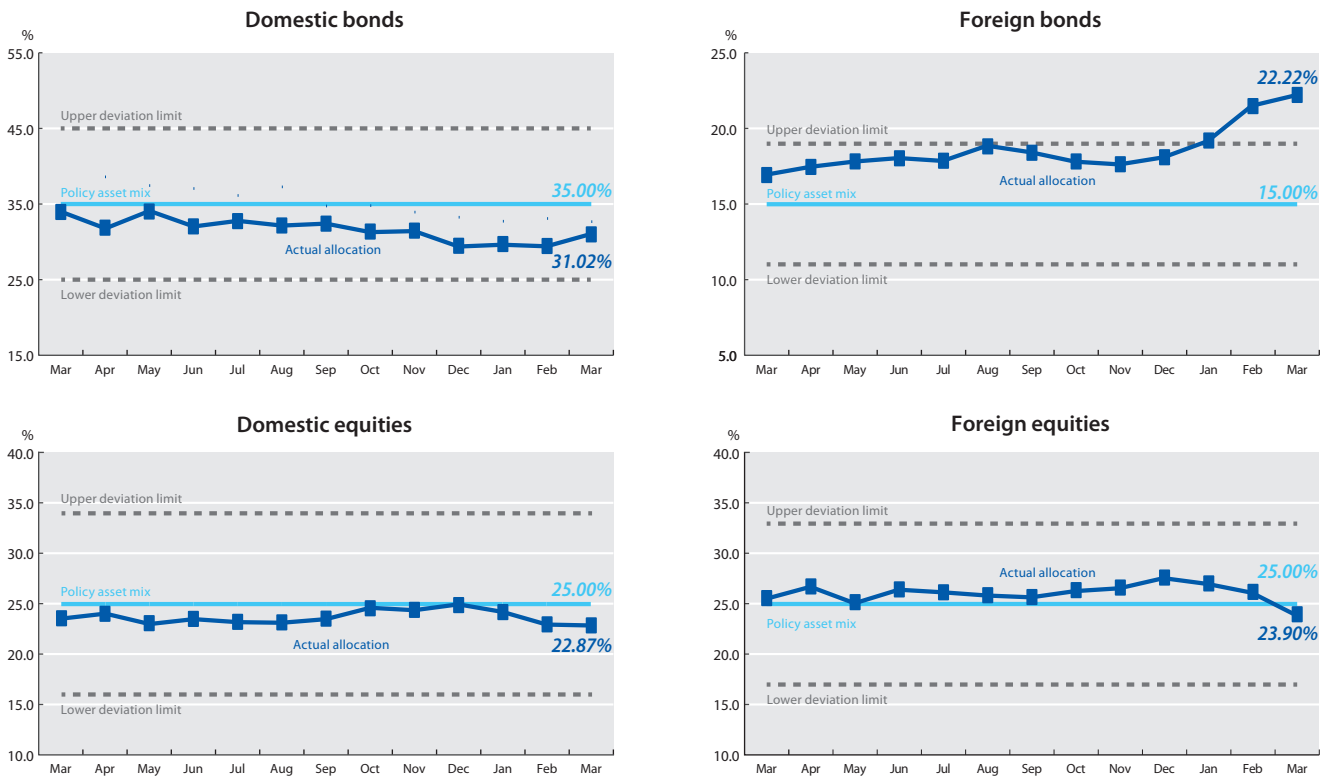 Domestic bonds
%
55.0
45.0
35.0
25.0
15.0
Upper deviation limit
Policy asset mix
35.00%
Actual allocation
31.02%
Lower deviation limit
Mar Apr May Jun Jul Aug Sep Oct Nov Dec Jan Feb Mar
Foreign bonds
%
25.0
20.0
15.0
10.0
5.0
22.22%
Upper deviation limit
Actual allocation
Policy asset mix
15.00%
Lower deviation limit
Mar Apr May Jun Jul Aug Sep Oct Nov Dec Jan Feb Mar
Domestic equities
%
40.0
35.0
30.0
25.0
20.0
15.0
10.0
Upper deviation limit
Policy asset mix
25.00%
Actual allocation
22.87%
Lower deviation limit
Mar Apr May Jun Jul Aug Sep Oct Nov Dec Jan Feb Mar
Foreign equities
%
40.0
35.0
30.0
25.0
20.0
15.0
10.0
Upper deviation limit
Actual allocation
25.00%
Policy asset mix
23.90%
Lower deviation limit
Mar Apr May Jun Jul Aug Sep Oct Nov Dec Jan Feb Mar